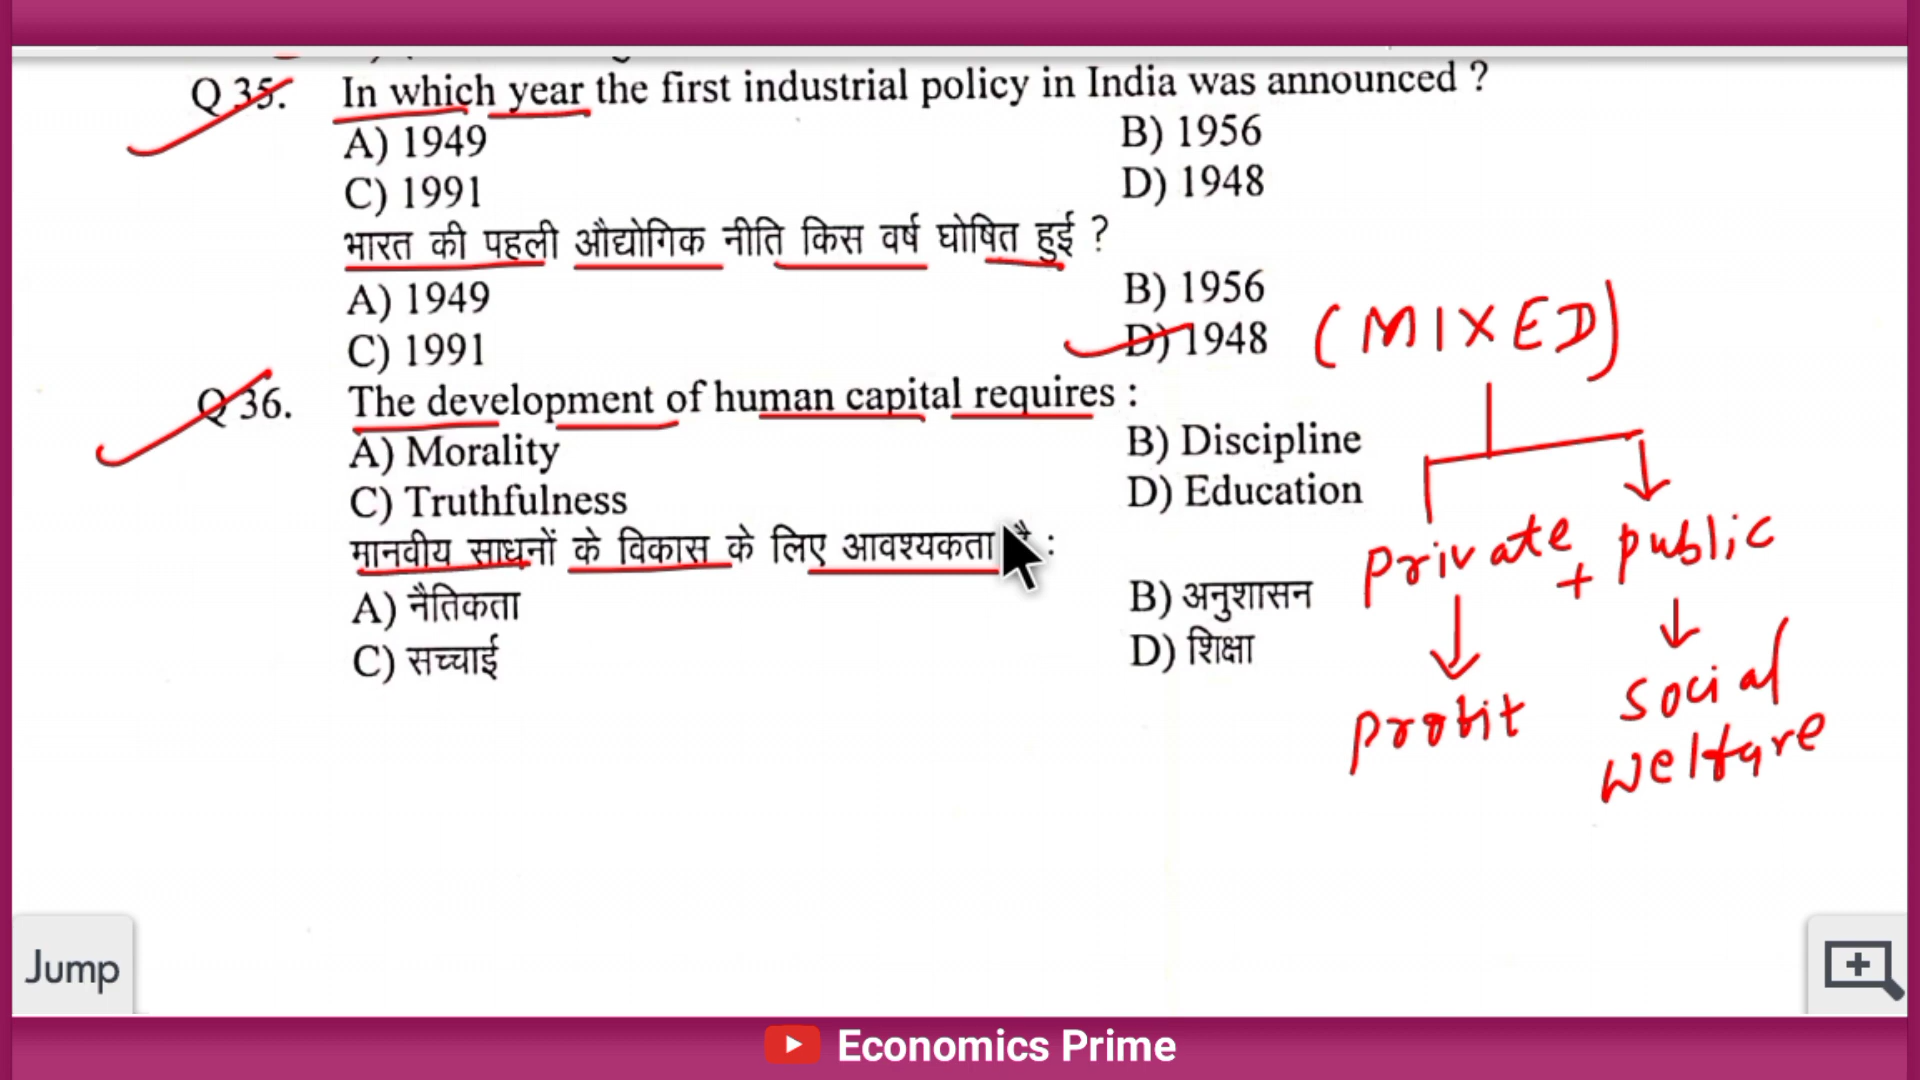 Q 35. In which year the first industrial policy in India was announced ?
A) 1949 B) 1956
C) 1991 D) 1948
भारत की पहली औद्योगिक नीति किस वर्ष घोषित हुई ?
A) 1949 B) 1956
C) 1991 D) 1948
(MIXED)
Q 36. The development of human capital requires :
A) Morality B) Discipline
C) Truthfulness D) Education
मानवीय साधनों के विकास के लिए आवश्यकता :
A) नैतिकता B) अनुशासन
C) सच्चाई D) शिक्षा
Private + public
Profit
social
welfare
Jump
Economics Prime